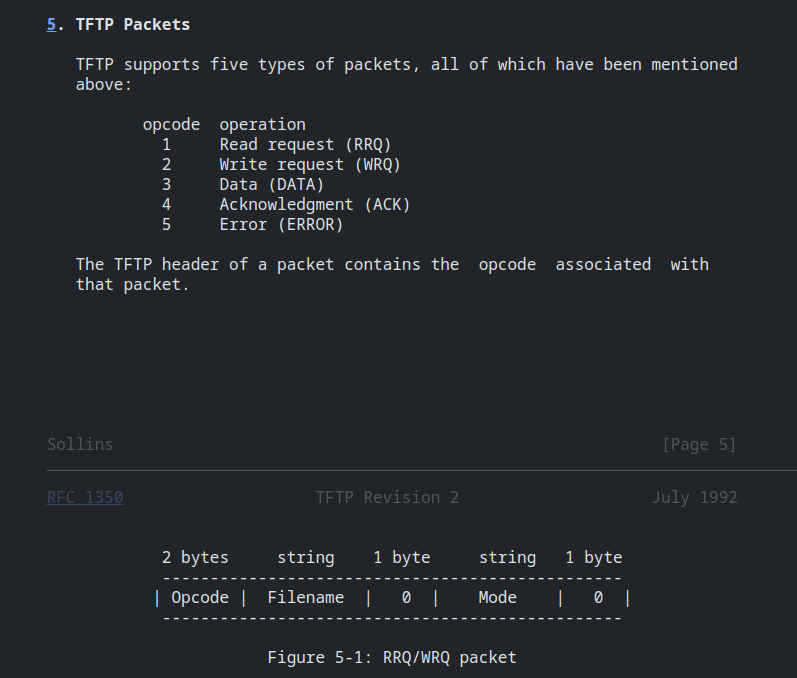 5. TFTP Packets
TFTP supports five types of packets, all of which have been mentioned
above:
opcode  operation
1     Read request (RRQ)
2     Write request (WRQ)
3     Data (DATA)
4     Acknowledgment (ACK)
5     Error (ERROR)
The TFTP header of a packet contains the  opcode  associated  with
that packet.
Sollins                                                         [Page 5]
RFC 1350                    TFTP Revision 2                    July 1992
2 bytes     string    1 byte     string   1 byte
------------------------------------------------
| Opcode |  Filename  |   0  |    Mode    |   0  |
------------------------------------------------
Figure 5-1: RRQ/WRQ packet